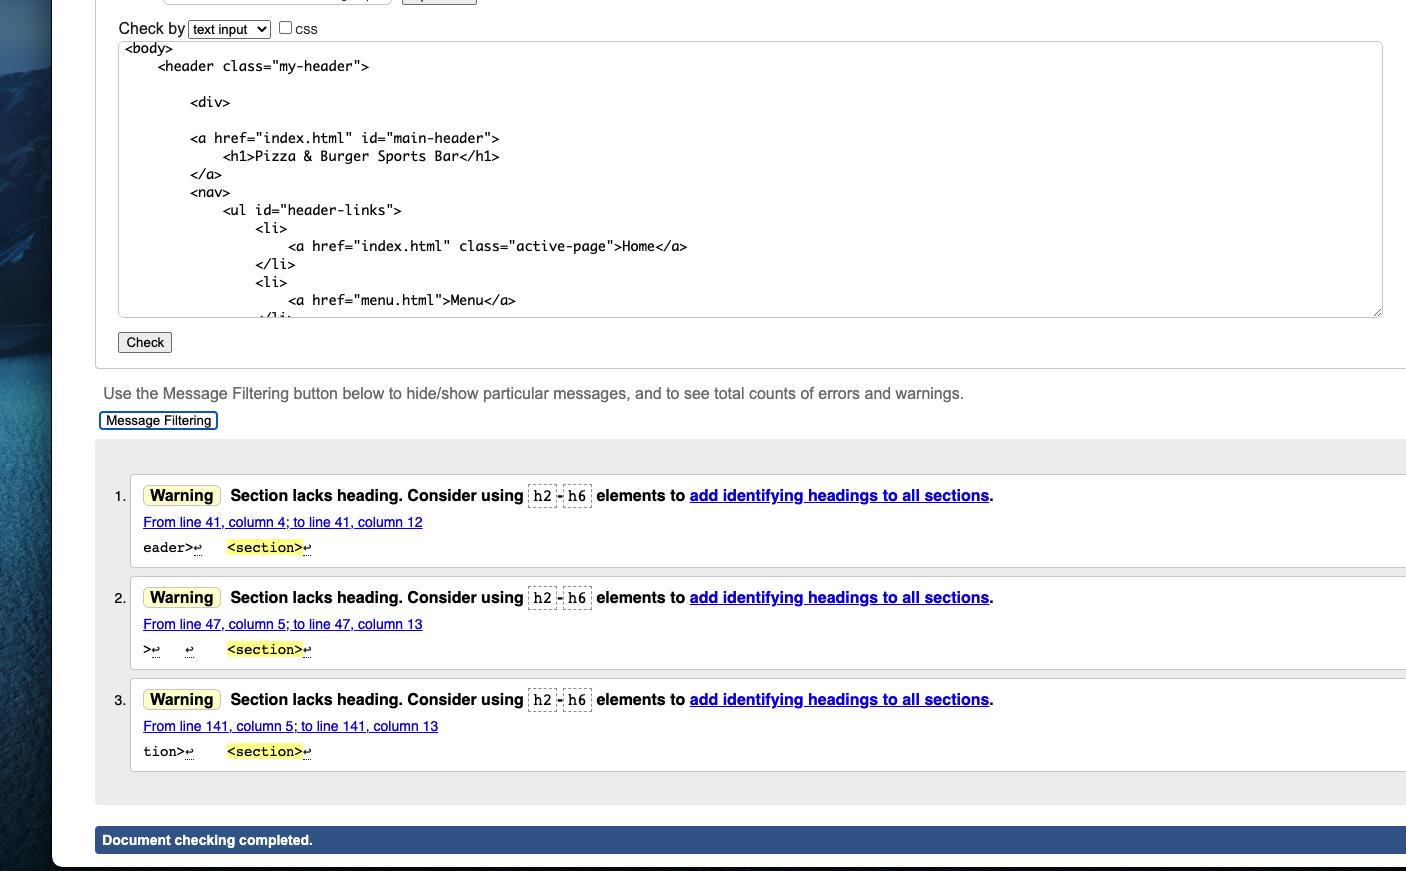 Check by text input CSS
<body>
<header class="my-header">
<div>
<a href="index.html" id="main-header">
<h1>Pizza & Burger Sports Bar</h1>
</a>
<nav>
<ul id="header-links">
<li>
<a href="index.html" class="active-page">Home</a>
</li>
<li>
<a href="menu.html">Menu</a>
</li>
Check
Use the Message Filtering button below to hide/show particular messages, and to see total counts of errors and warnings.
Message Filtering
1. Warning Section lacks heading. Consider using h2-h6 elements to add identifying headings to all sections.
From line 41, column 4; to line 41, column 12
eader>↩ <section>↩
2. Warning Section lacks heading. Consider using h2-h6 elements to add identifying headings to all sections.
From line 47, column 5; to line 47, column 13
>↩ ↩ <section>↩
3. Warning Section lacks heading. Consider using h2-h6 elements to add identifying headings to all sections.
From line 141, column 5; to line 141, column 13
tion>↩ <section>↩
Document checking completed.